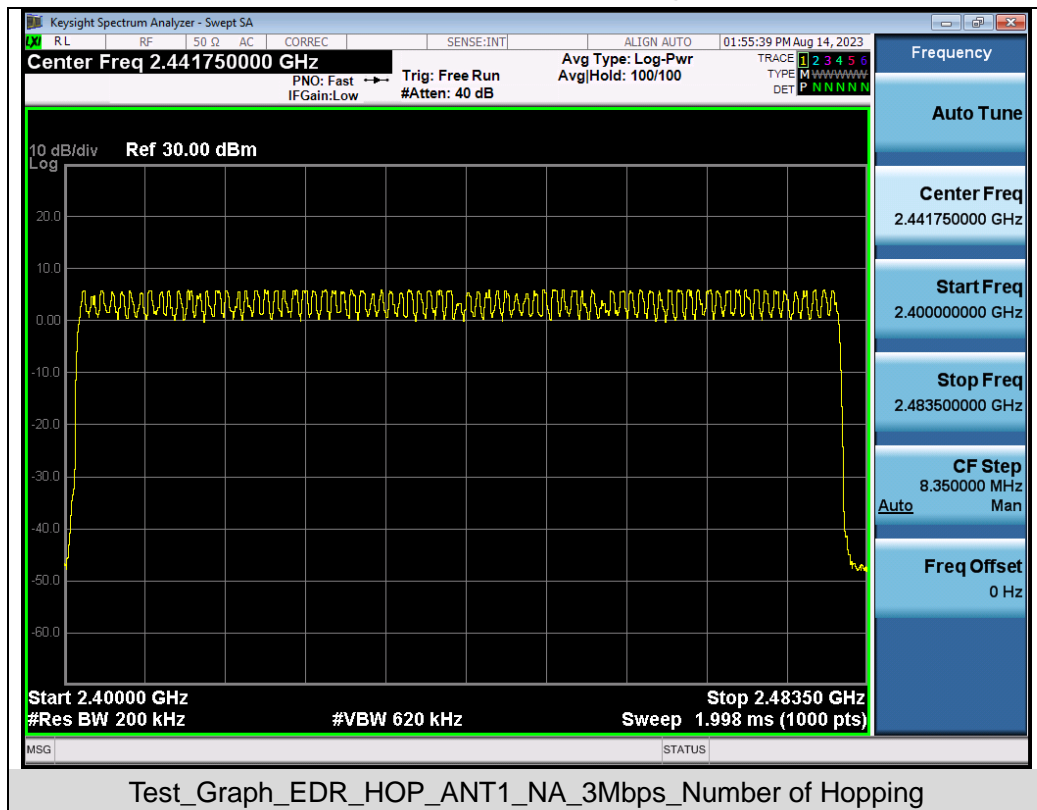 Keysight Spectrum Analyzer - Swept SA
LXI RL RF 50 Ω AC CORREC SENSE:INT ALIGN AUTO 01:55:39 PM Aug 14, 2023
Center Freq 2.441750000 GHz
PNO: Fast
IFGain:Low
Trig: Free Run
#Atten: 40 dB
Avg Type: Log-Pwr
Avg|Hold: 100/100
TRACE 1 2 3 4 5 6
TYPE M W W W W W
DET P N N N N N
10 dB/div Ref 30.00 dBm
Log
20.0
10.0
0.00
-10.0
-20.0
-30.0
-40.0
-50.0
-60.0
Start 2.40000 GHz Stop 2.48350 GHz
#Res BW 200 kHz #VBW 620 kHz Sweep 1.998 ms (1000 pts)
MSG STATUS
Frequency
Auto Tune
Center Freq
2.441750000 GHz
Start Freq
2.400000000 GHz
Stop Freq
2.483500000 GHz
CF Step
8.350000 MHz
Auto Man
Freq Offset
0 Hz
Test_Graph_EDR_HOP_ANT1_NA_3Mbps_Number of Hopping